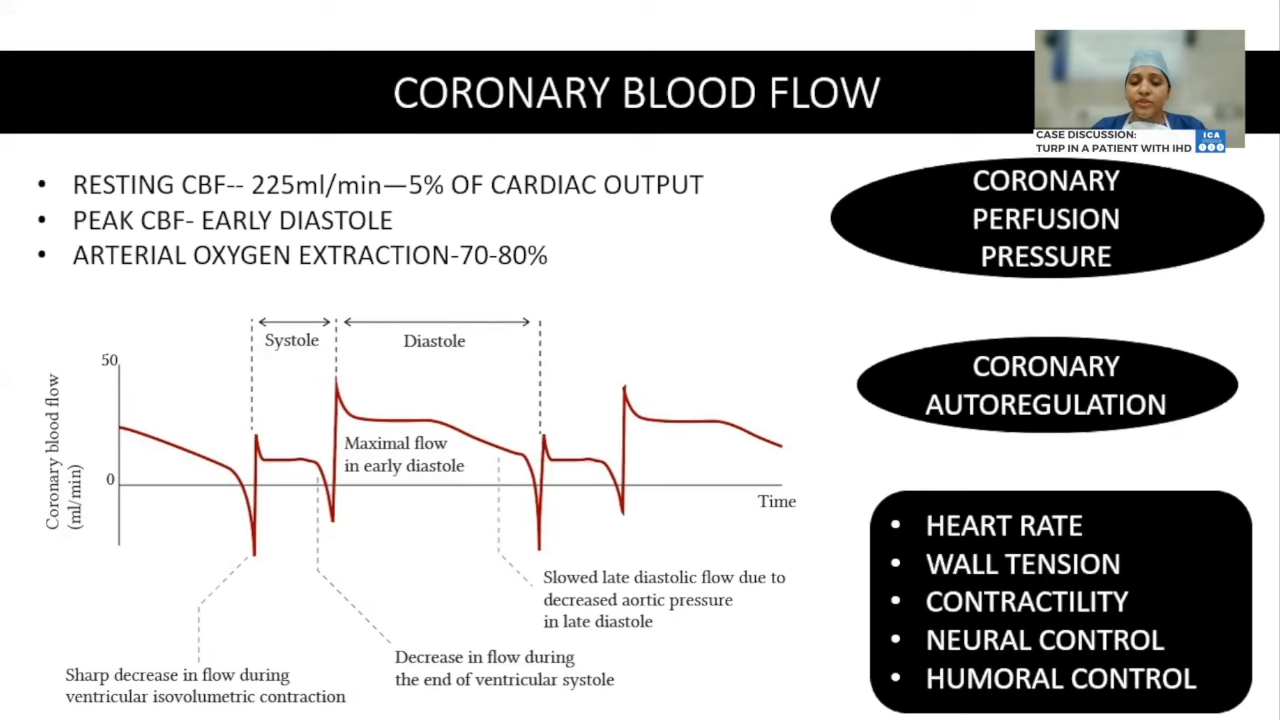 CORONARY BLOOD FLOW
CASE DISCUSSION:
TURP IN A PATIENT WITH IHD
ICA
• RESTING CBF-- 225ml/min—5% OF CARDIAC OUTPUT
• PEAK CBF- EARLY DIASTOLE
• ARTERIAL OXYGEN EXTRACTION-70-80%
CORONARY
PERFUSION
PRESSURE
CORONARY
AUTOREGULATION
• HEART RATE
• WALL TENSION
• CONTRACTILITY
• NEURAL CONTROL
• HUMORAL CONTROL
Systole
Diastole
50
0
Coronary blood flow
(ml/min)
Maximal flow
in early diastole
Time
Slowed late diastolic flow due to
decreased aortic pressure
in late diastole
Decrease in flow during
the end of ventricular systole
Sharp decrease in flow during
ventricular isovolumetric contraction